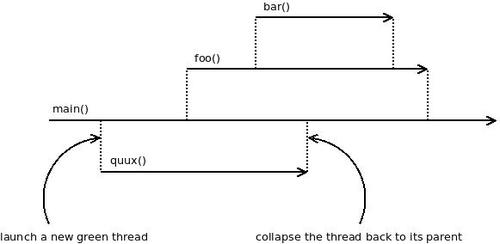 bar()
foo()
main()
quux()
launch a new green thread
collapse the thread back to its parent